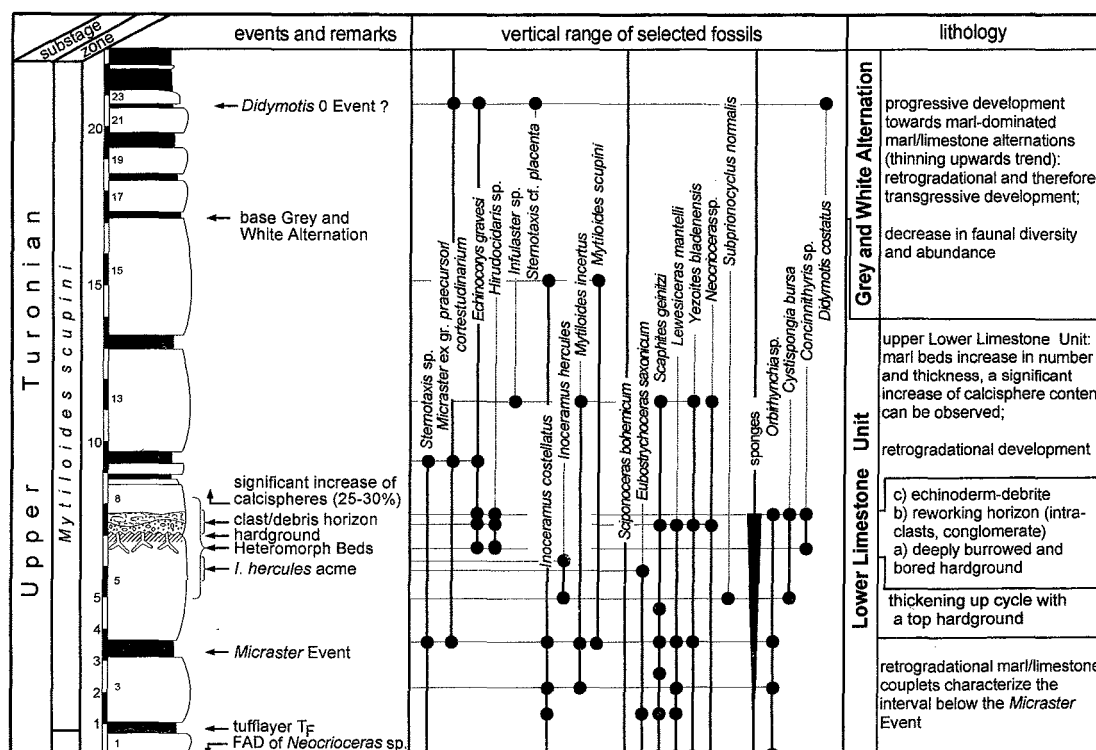 substage
zone
events and remarks
vertical range of selected fossils
lithology
Upper Turonian
Mytiloides scupini
23
21
20
19
17
15
15
13
10
8
5
5
4
3
3
2
1
1
Didymotis 0 Event ?
base Grey and
White Alternation
significant increase of
calcispheres (25-30%)
clast/debris horizon
hardground
Heteromorph Beds
I. hercules acme
Micraster Event
tufflayer TF
FAD of Neocrioceras sp.
Sternotaxis sp.
Micraster ex gr. praecursor/
cortestudinarium
Echinocorys gravesi
Hirudocidaris sp.
Infulaster sp.
Sternotaxis cf. placenta
Inoceramus costellatus
Inoceramus hercules
Mytiloides incertus
Mytiloides scupini
Sciponoceras bohemicum
Eubostrychoceras saxonicum
Scaphites geinitzi
Lewesiceras mantelli
Yezoites bladenensis
Neocrioceras sp.
Subprionocyclus normalis
sponges
Orbirhynchia sp.
Cystispongia bursa
Concinnithyris sp.
Didymotis costatus
Grey and White Alternation
Lower Limestone Unit
progressive development
towards marl-dominated
marl/limestone alternations
(thinning upwards trend):
retrogradational and therefore
transgressive development;
decrease in faunal diversity
and abundance
upper Lower Limestone Unit:
marl beds increase in number
and thickness, a significant
increase of calcisphere conten
can be observed;
retrogradational development
c) echinoderm-debrite
b) reworking horizon (intra-
clasts, conglomerate)
a) deeply burrowed and
bored hardground
thickening up cycle with
a top hardground
retrogradational marl/limestone
couplets characterize the
interval below the Micraster
Event